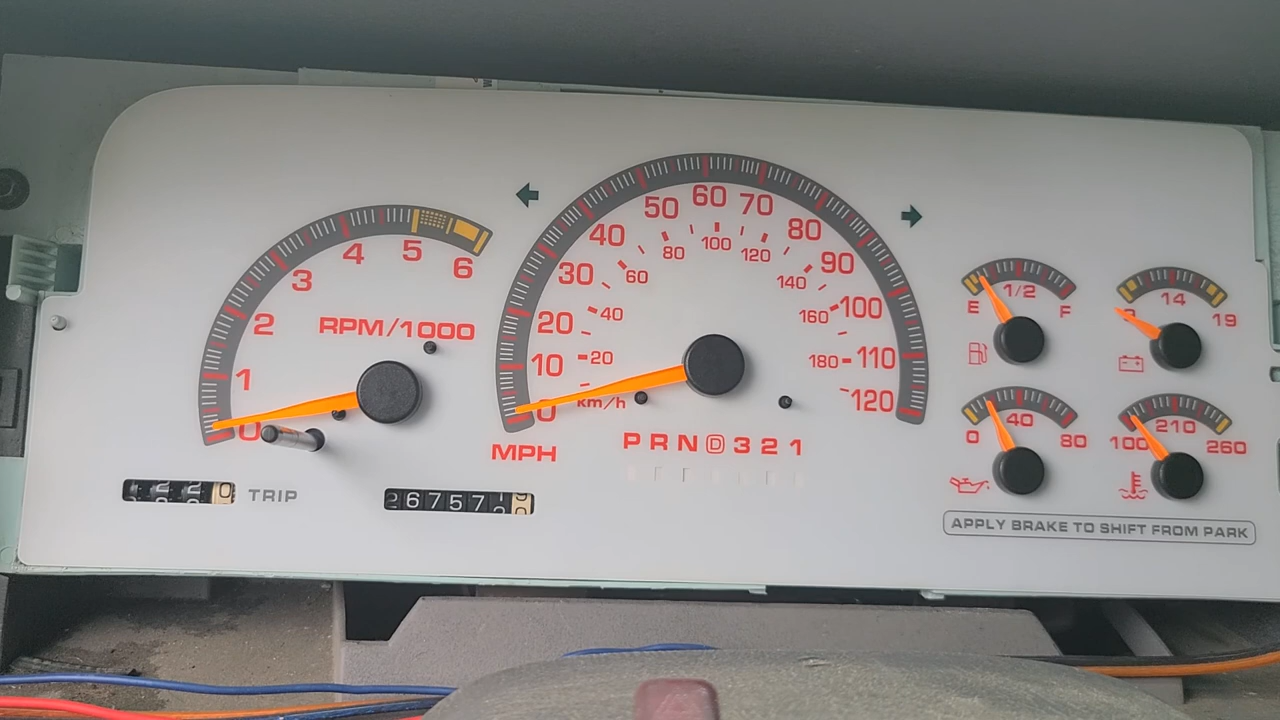 1 2 3 4 5 6
RPM/1000
0
10 20 30 40 50 60 70 80 90 100 110 120
20 40 60 80 100 120 140 160 180
0
km/h
MPH
P R N D 3 2 1
TRIP
E 1/2 F
14 19
0 40 80
100 210 260
26757
APPLY BRAKE TO SHIFT FROM PARK